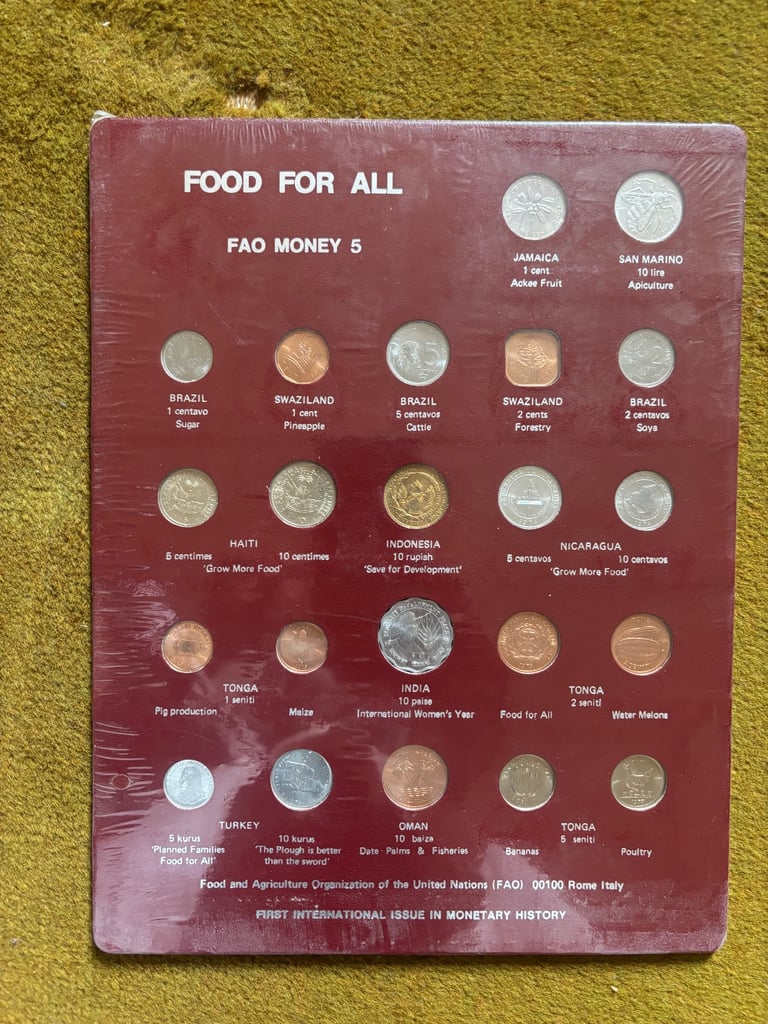 FOOD FOR ALL
FAO MONEY 5
JAMAICA
1 cent
Ackee Fruit
SAN MARINO
10 lire
Apiculture
BRAZIL
1 centavo
Sugar
SWAZILAND
1 cent
Pineapple
BRAZIL
5 centavos
Cattle
SWAZILAND
2 cents
Forestry
BRAZIL
2 centavos
Soya
HAITI
5 centimes 10 centimes
'Grow More Food'
INDONESIA
10 rupiah
'Save for Development'
NICARAGUA
5 centavos 10 centavos
'Grow More Food'
TONGA
1 seniti
Pig production Maize
INDIA
10 paise
International Women's Year
TONGA
2 seniti
Food for All Water Melons
TURKEY
5 kurus
'Planned Families
Food for All'
10 kurus
'The Plough is better
than the sword'
OMAN
10 baiza
Date - Palms & Fisheries
TONGA
5 seniti
Bananas Poultry
Food and Agriculture Organization of the United Nations (FAO) 00100 Rome Italy
FIRST INTERNATIONAL ISSUE IN MONETARY HISTORY